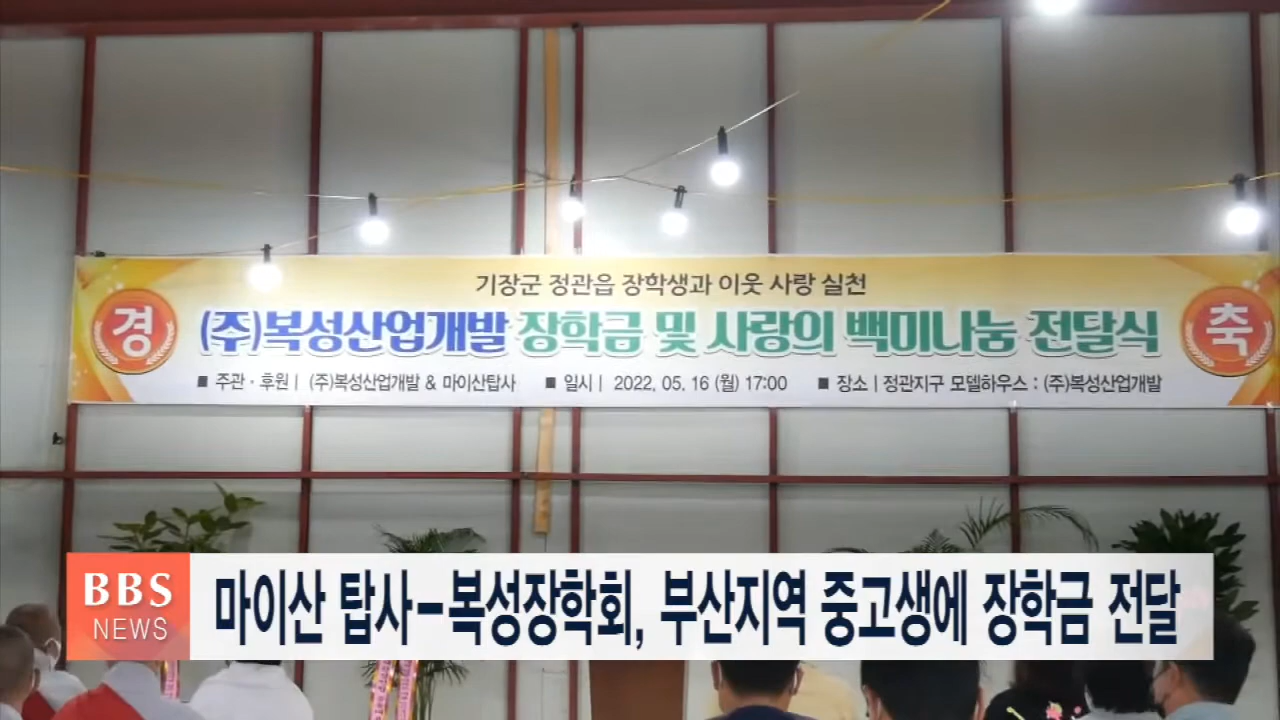 기장군 정관읍 장학생과 이웃 사랑 실천
경 (주)복성산업개발 장학금 및 사랑의 백미나눔 전달식 축
■ 주관·후원 | (주)복성산업개발 & 마이산탑사 ■ 일시 | 2022. 05. 16 (월) 17:00 ■ 장소 | 정관지구 모델하우스 : (주)복성산업개발
BBS
NEWS
마이산 탑사-복성장학회, 부산지역 중고생에 장학금 전달